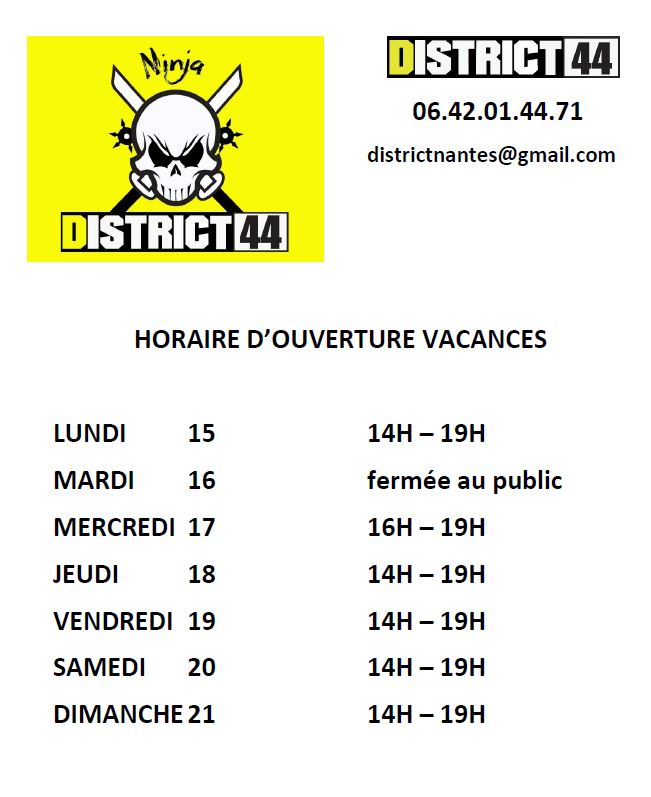 Ninja
DISTRICT 44
DISTRICT 44
06.42.01.44.71
districtnantes@gmail.com
HORAIRE D’OUVERTURE VACANCES
LUNDI 15 14H – 19H
MARDI 16 fermée au public
MERCREDI 17 16H – 19H
JEUDI 18 14H – 19H
VENDREDI 19 14H – 19H
SAMEDI 20 14H – 19H
DIMANCHE 21 14H – 19H